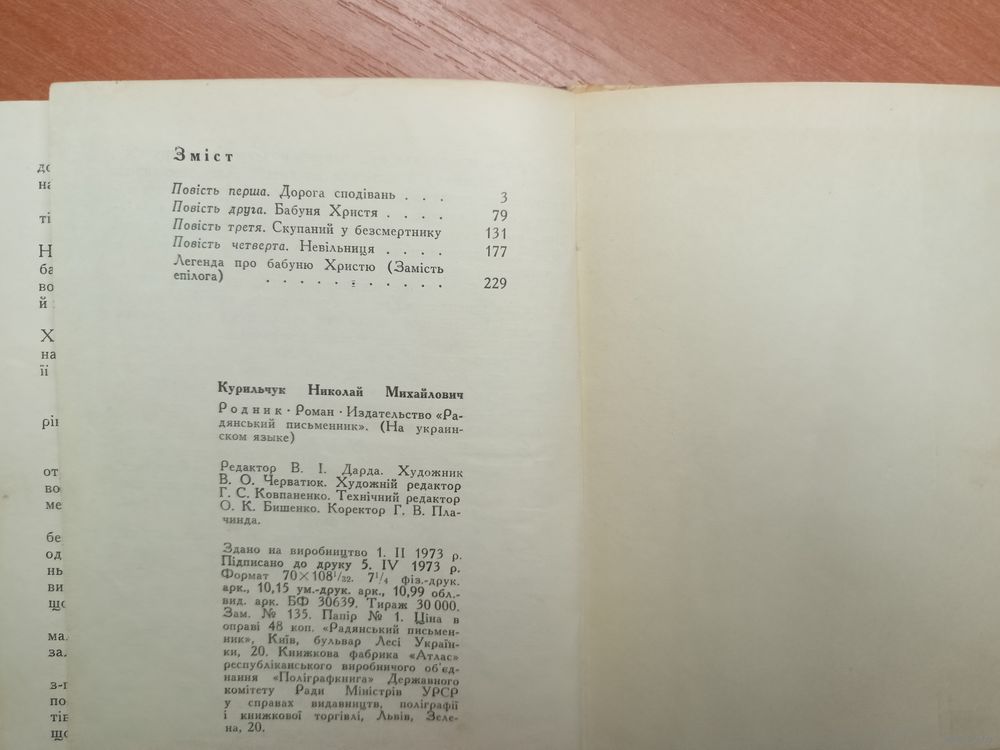 Зміст
Повість перша. Дорога сподівань . . . 3
Повість друга. Бабуня Христя . . . . 79
Повість третя. Скупаний у безсмертнику 131
Повість четверта. Невільниця . . . . 177
Легенда про бабуню Христю (Замість
епілога) . . . . . . . . . . . 229
Курильчук Николай Михайлович
Родник · Роман · Издательство «Ра-
дянський письменник». (На украин-
ском языке)
Редактор В. І. Дарда. Художник
В. О. Черватюк. Художній редактор
Г. С. Ковпаненко. Технічний редактор
О. К. Бишенко. Коректор Г. В. Пла-
чинда.
Здано на виробництво 1. II 1973 р.
Підписано до друку 5. IV 1973 р.
Формат 70×108¹/₃₂. 7¹/₄ фіз.-друк.
арк., 10,15 ум.-друк. арк., 10,99 обл.-
вид. арк. БФ 30639. Тираж 30 000.
Зам. № 135. Папір № 1. Ціна в
оправі 48 коп. «Радянський письмен-
ник», Київ, бульвар Лесі Україн-
ки, 20. Книжкова фабрика «Атлас»
республіканського виробничого об'єд-
нання «Поліграфкнига» Державного
комітету Ради Міністрів УРСР
у справах видавництв, поліграфії
і книжкової торгівлі, Львів, Зеле-
на, 20.